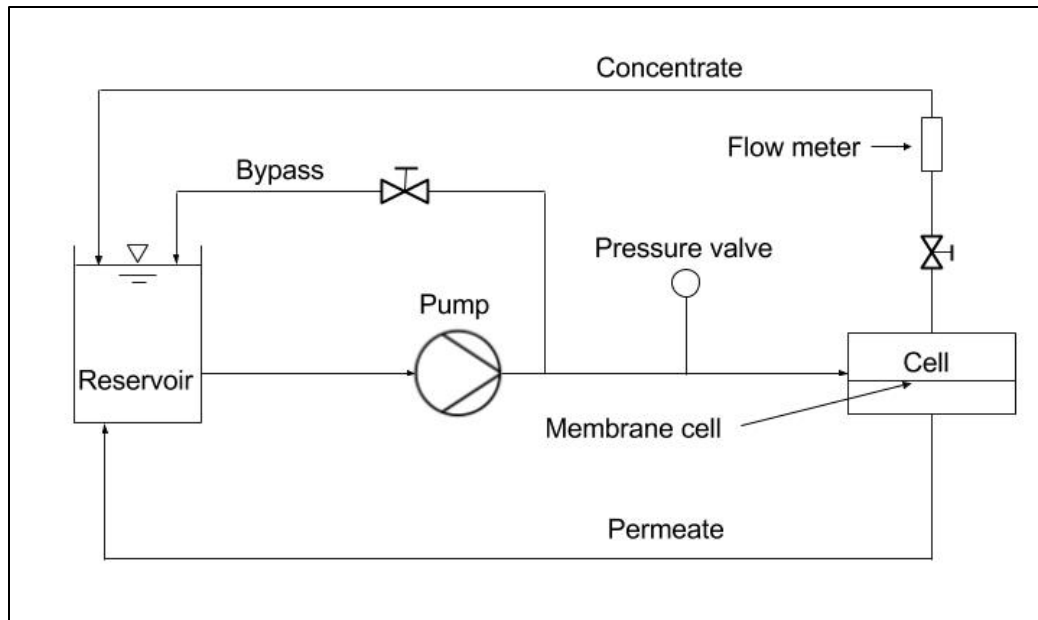 Concentrate
Flow meter
Bypass
Pressure valve
Pump
Reservoir
Cell
Membrane cell
Permeate